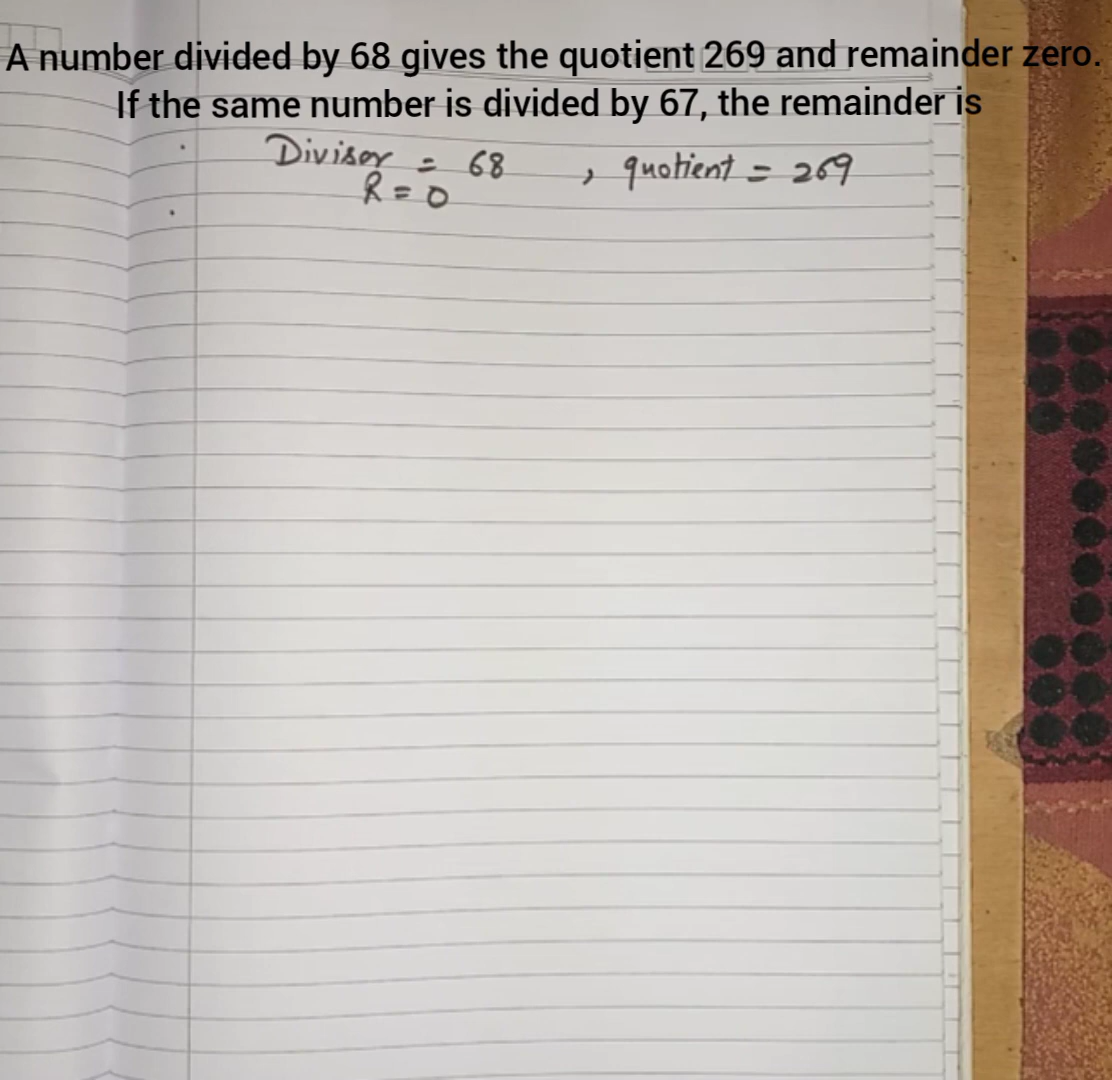 A number divided by 68 gives the quotient 269 and remainder zero.
If the same number is divided by 67, the remainder is
Divisor = 68 , quotient = 269
R = 0